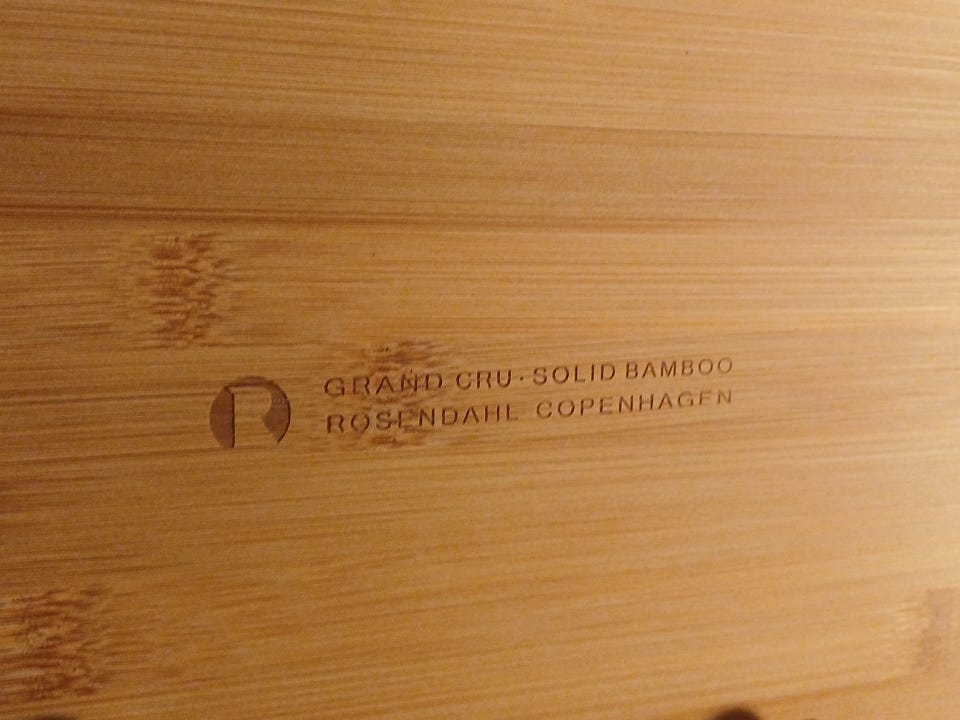 GRAND CRU · SOLID BAMBOO
ROSENDAHL COPENHAGEN